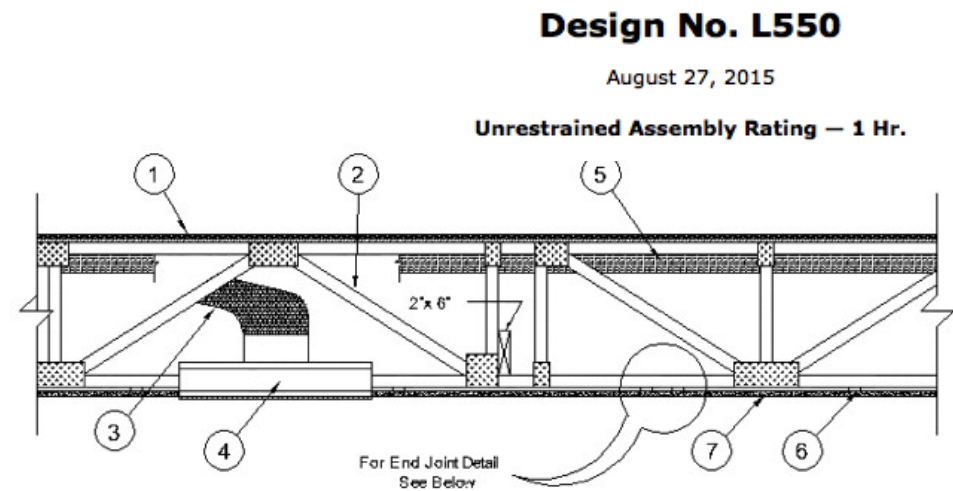 Design No. L550
August 27, 2015
Unrestrained Assembly Rating — 1 Hr.
1
2
5
2"x 6"
3
4
7
6
For End Joint Detail
See Below